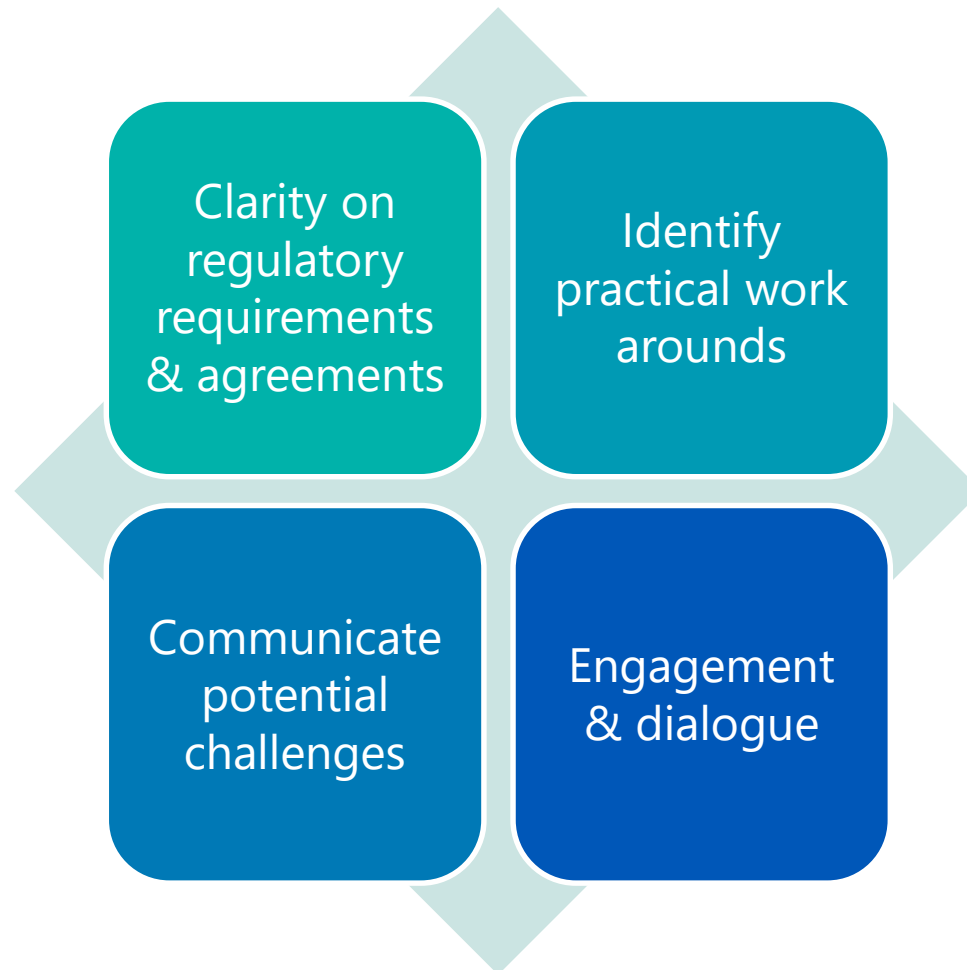 Clarity on
regulatory
requirements
& agreements
Identify
practical work
arounds
Communicate
potential
challenges
Engagement
& dialogue